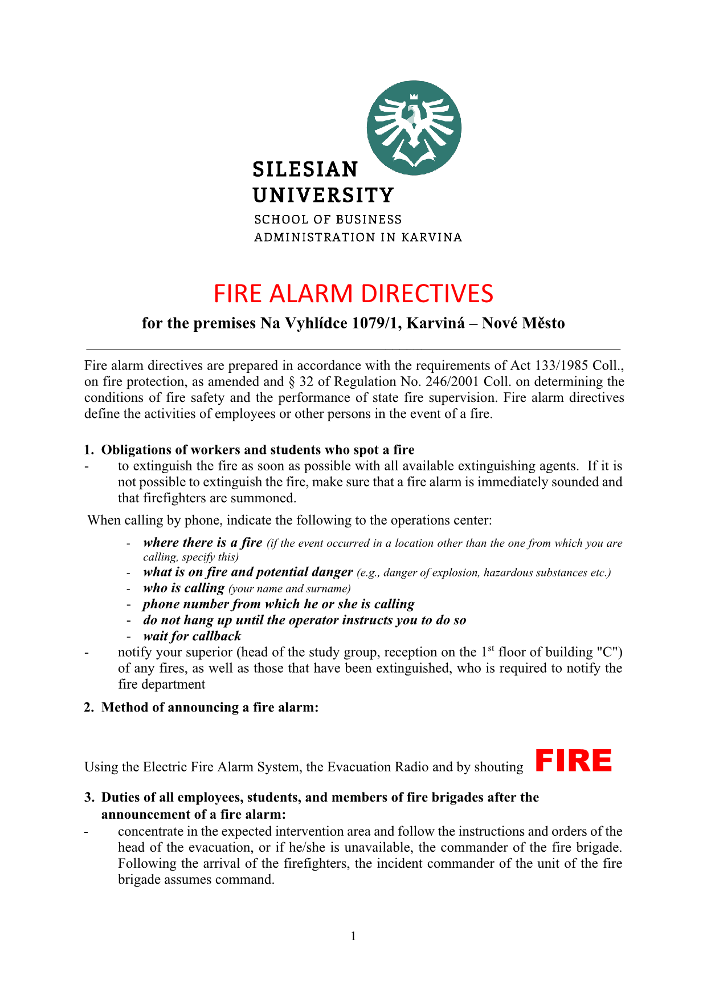 SILESIAN
UNIVERSITY
SCHOOL OF BUSINESS
ADMINISTRATION IN KARVINA
FIRE ALARM DIRECTIVES
for the premises Na Vyhlídce 1079/1, Karviná – Nové Město
Fire alarm directives are prepared in accordance with the requirements of Act 133/1985 Coll.,
on fire protection, as amended and § 32 of Regulation No. 246/2001 Coll. on determining the
conditions of fire safety and the performance of state fire supervision. Fire alarm directives
define the activities of employees or other persons in the event of a fire.
1. Obligations of workers and students who spot a fire
- to extinguish the fire as soon as possible with all available extinguishing agents. If it is
not possible to extinguish the fire, make sure that a fire alarm is immediately sounded and
that firefighters are summoned.
When calling by phone, indicate the following to the operations center:
- where there is a fire (if the event occurred in a location other than the one from which you are
calling, specify this)
- what is on fire and potential danger (e.g., danger of explosion, hazardous substances etc.)
- who is calling (your name and surname)
- phone number from which he or she is calling
- do not hang up until the operator instructs you to do so
- wait for callback
- notify your superior (head of the study group, reception on the 1st floor of building "C")
of any fires, as well as those that have been extinguished, who is required to notify the
fire department
2. Method of announcing a fire alarm:
Using the Electric Fire Alarm System, the Evacuation Radio and by shouting FIRE
3. Duties of all employees, students, and members of fire brigades after the
announcement of a fire alarm:
- concentrate in the expected intervention area and follow the instructions and orders of the
head of the evacuation, or if he/she is unavailable, the commander of the fire brigade.
Following the arrival of the firefighters, the incident commander of the unit of the fire
brigade assumes command.
1